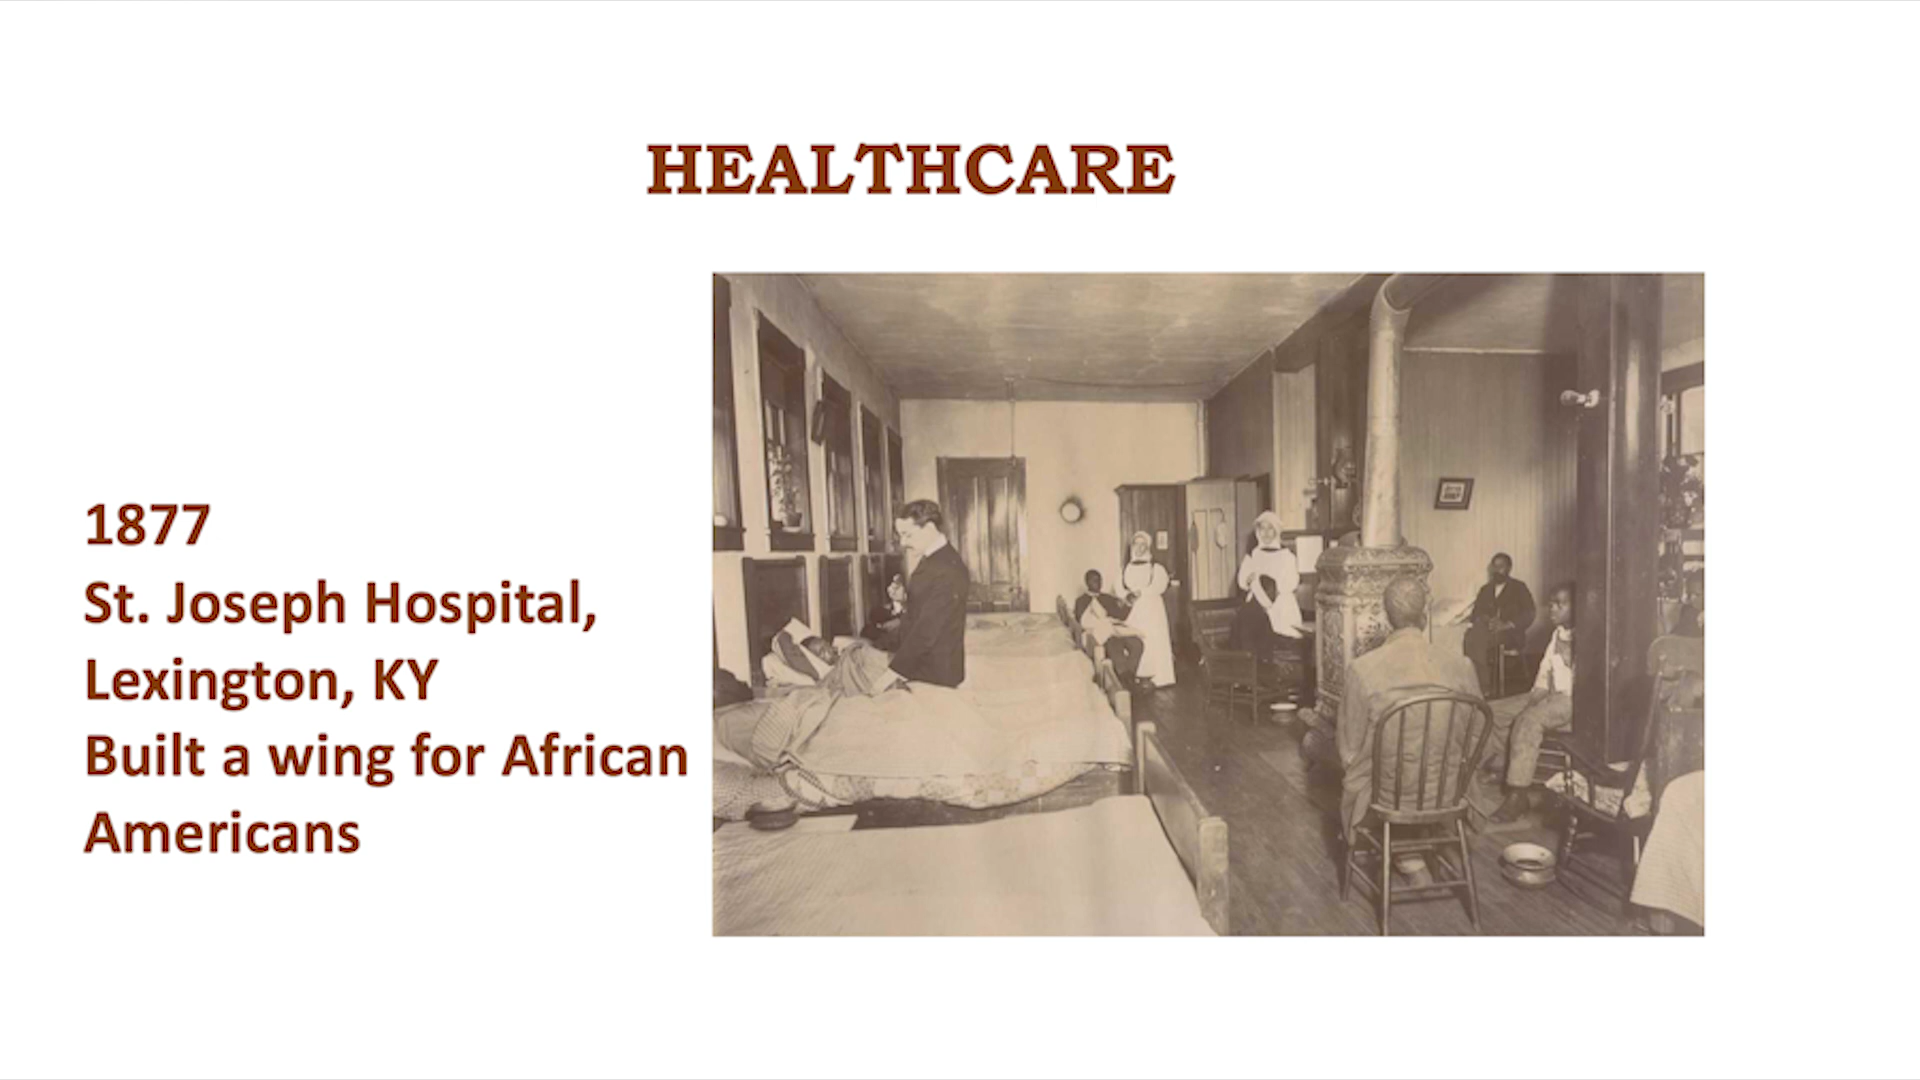 HEALTHCARE
1877
St. Joseph Hospital,
Lexington, KY
Built a wing for African
Americans